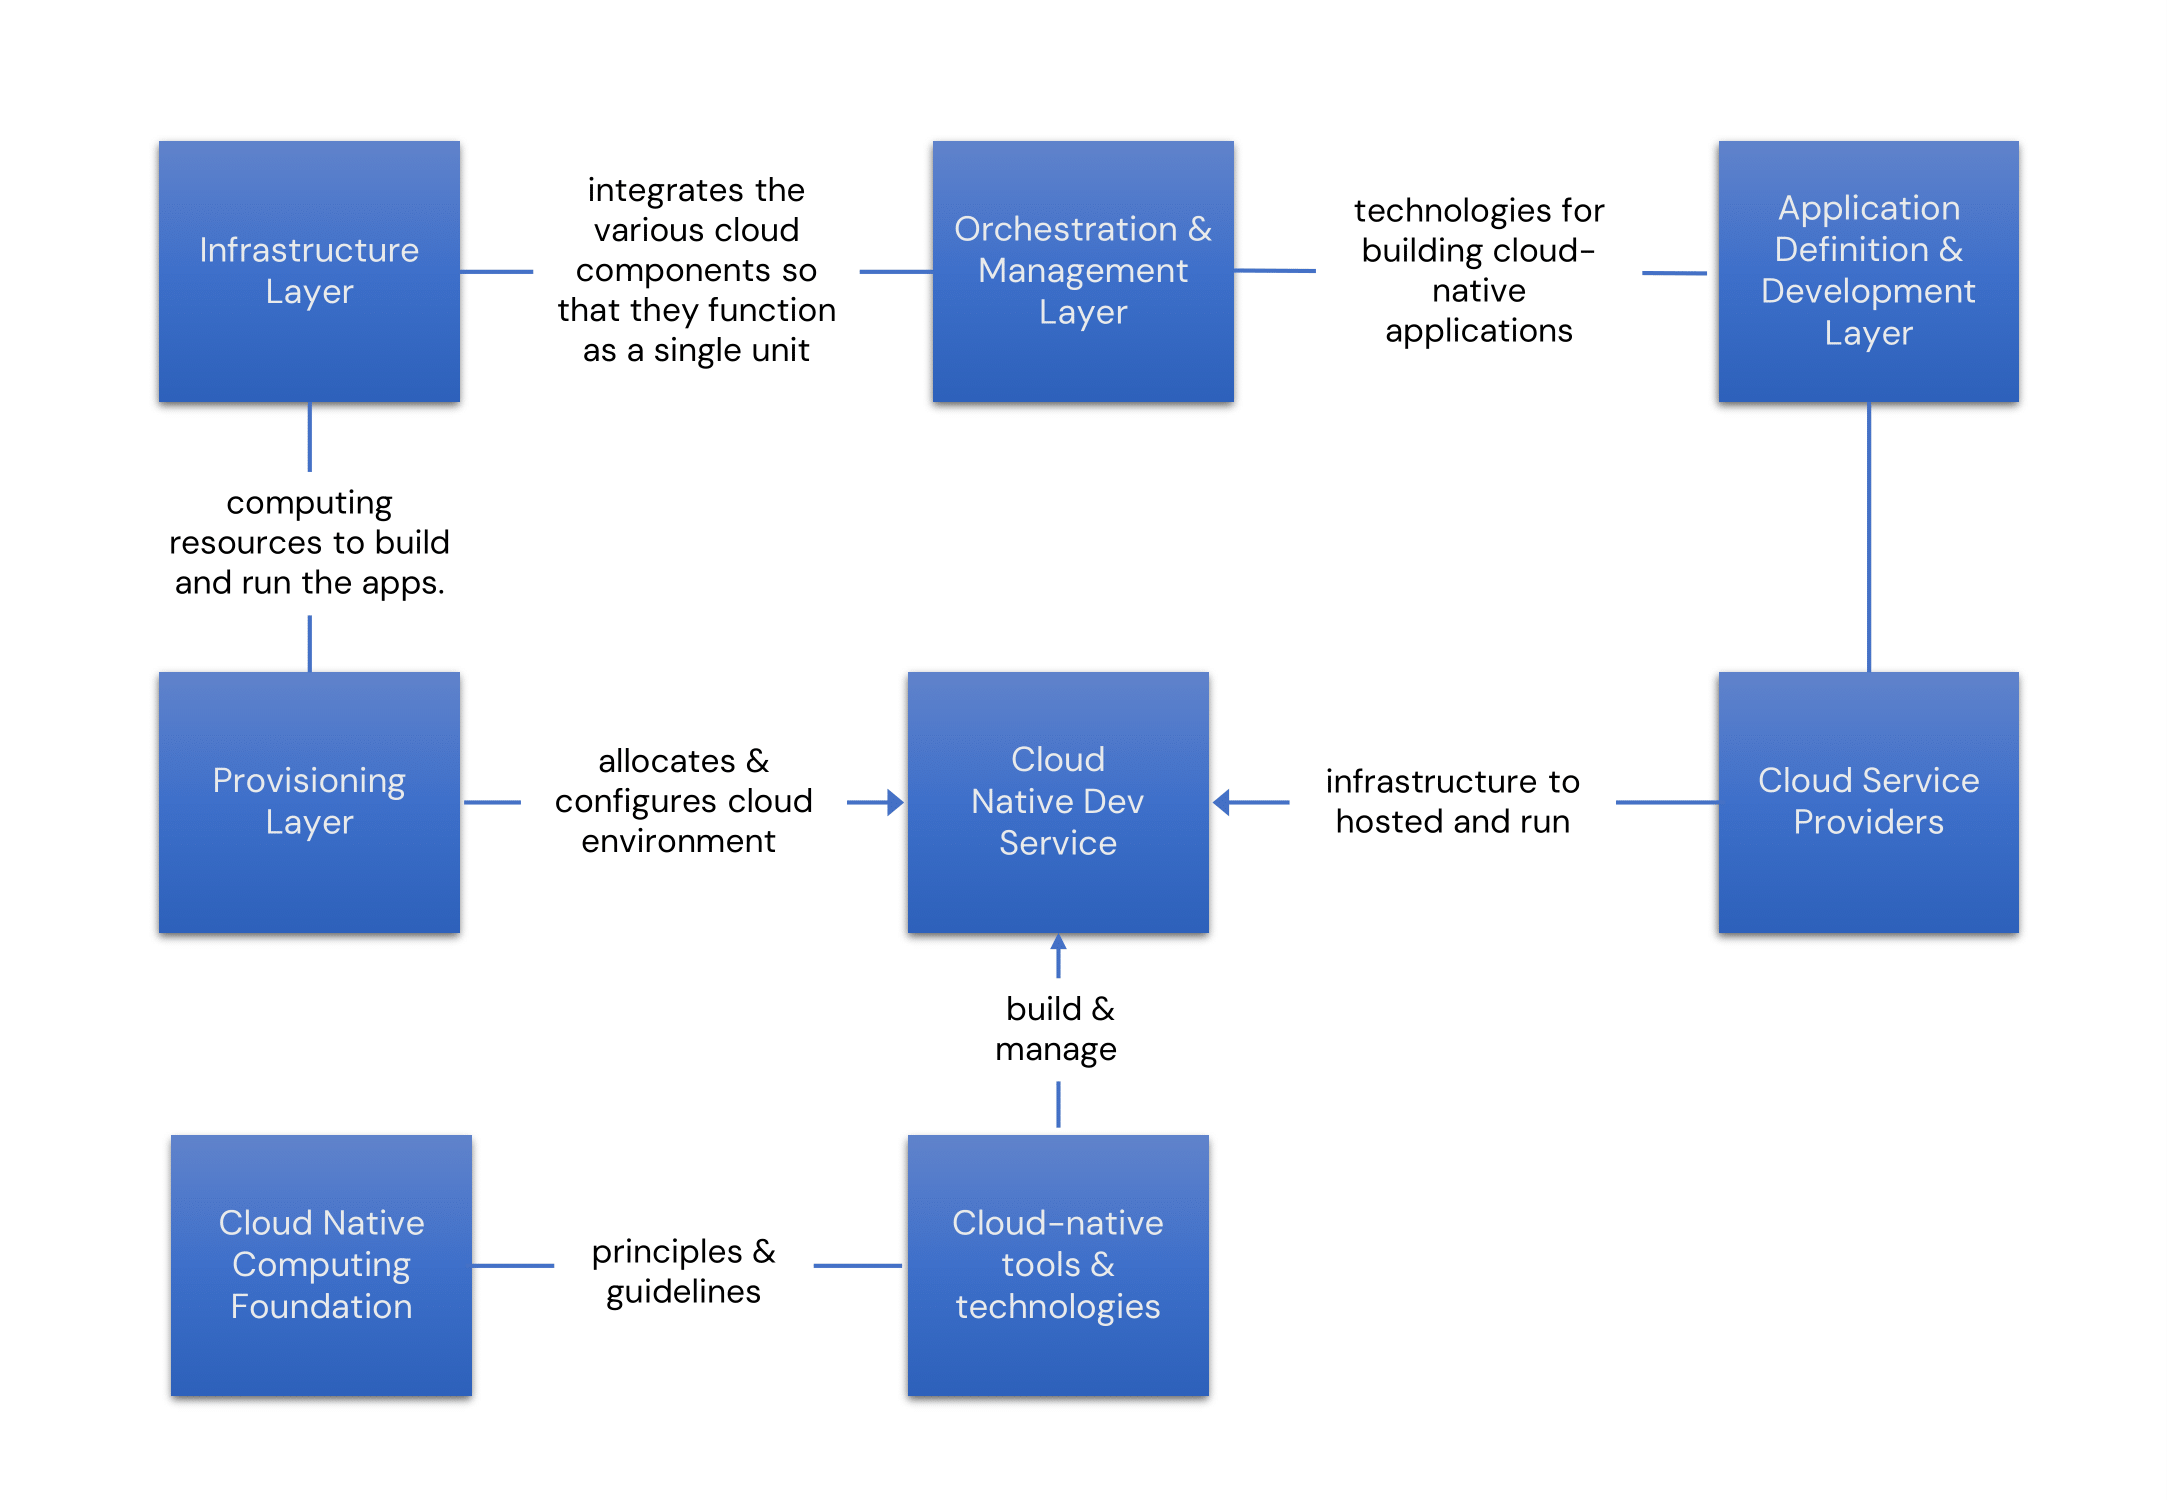 Infrastructure
Layer
integrates the
various cloud
components so
that they function
as a single unit
Orchestration &
Management
Layer
technologies for
building cloud-
native
applications
Application
Definition &
Development
Layer
computing
resources to build
and run the apps.
Provisioning
Layer
allocates &
configures cloud
environment
Cloud
Native Dev
Service
infrastructure to
hosted and run
Cloud Service
Providers
build &
manage
Cloud Native
Computing
Foundation
principles &
guidelines
Cloud-native
tools &
technologies